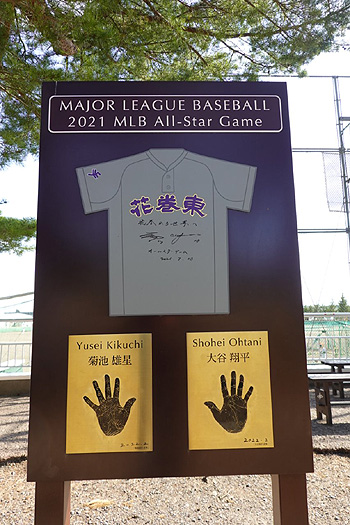 MAJOR LEAGUE BASEBALL
2021 MLB All-Star Game
花巻東
Yusei Kikuchi
菊池 雄星
Shohei Ohtani
大谷 翔平